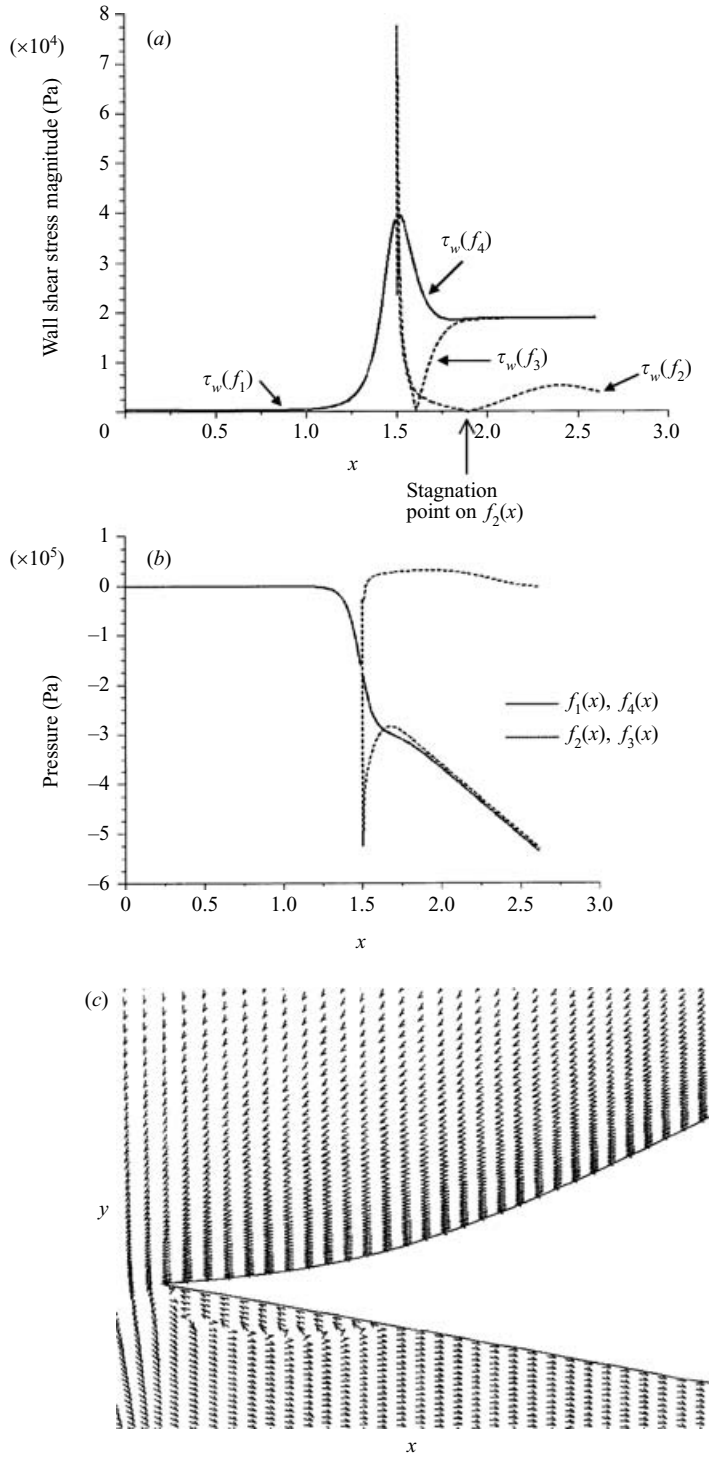 (×10⁴)
8
(a)
7
6
5
4
3
2
1
Wall shear stress magnitude (Pa)
τw(f4)
τw(f1)
τw(f3)
τw(f2)
0
0.5
1.0
1.5
2.0
2.5
3.0
x
Stagnation
point on f2(x)
(×10⁵)
1
(b)
0
–1
–2
–3
–4
–5
–6
Pressure (Pa)
f1(x), f4(x)
f2(x), f3(x)
0
0.5
1.0
1.5
2.0
2.5
3.0
x
(c)
y
x